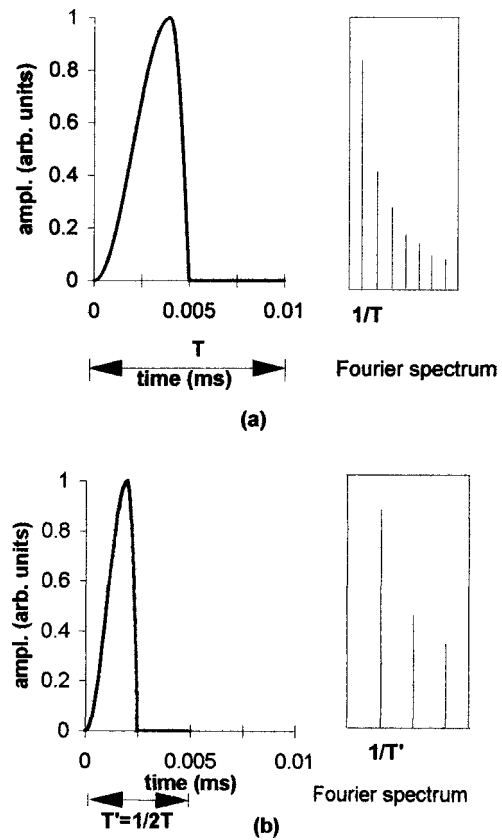 ampl. (arb. units)
1
0.8
0.6
0.4
0.2
0
0 0.005 0.01
T
time (ms)
1/T
Fourier spectrum
(a)
ampl. (arb. units)
1
0.8
0.6
0.4
0.2
0
0 0.005 0.01
time (ms)
T'=1/2T
1/T'
Fourier spectrum
(b)